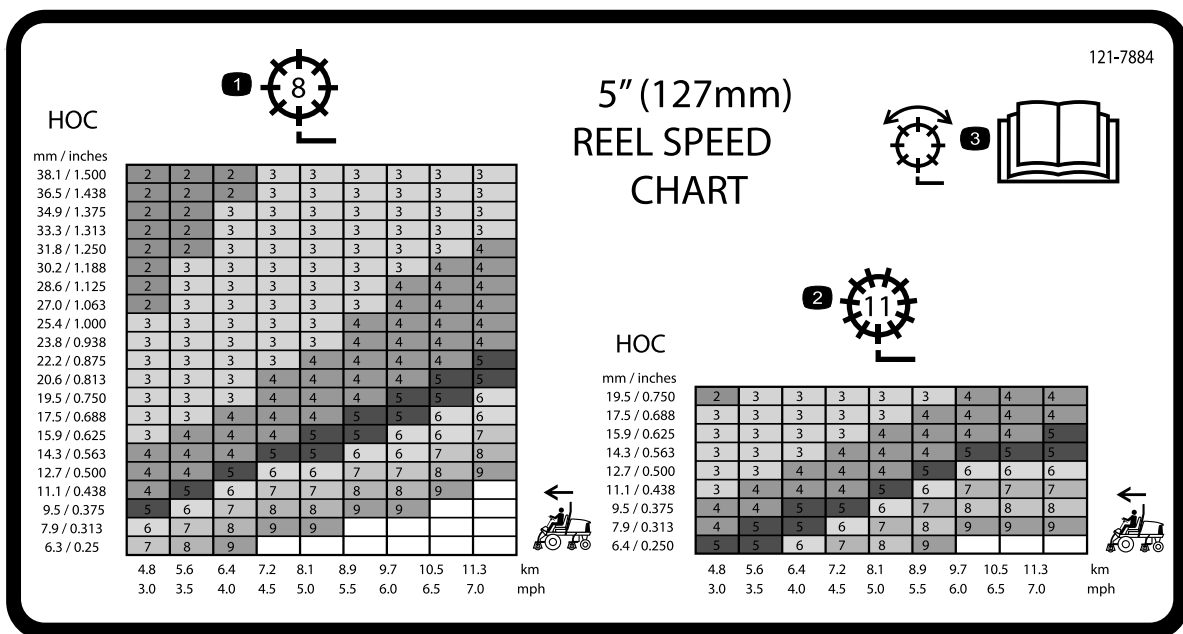 121-7884
5" (127mm)
REEL SPEED
CHART
1
8
HOC
mm / inches
38.1 / 1.500 2 2 2 3 3 3 3 3 3
36.5 / 1.438 2 2 2 3 3 3 3 3 3
34.9 / 1.375 2 2 3 3 3 3 3 3 3
33.3 / 1.313 2 2 3 3 3 3 3 3 3
31.8 / 1.250 2 2 3 3 3 3 3 3 4
30.2 / 1.188 2 3 3 3 3 3 3 4 4
28.6 / 1.125 2 3 3 3 3 3 4 4 4
27.0 / 1.063 2 3 3 3 3 3 4 4 4
25.4 / 1.000 3 3 3 3 3 4 4 4 4
23.8 / 0.938 3 3 3 3 3 4 4 4 4
22.2 / 0.875 3 3 3 3 4 4 4 4 5
20.6 / 0.813 3 3 3 4 4 4 4 5 5
19.5 / 0.750 3 3 3 4 4 4 5 5 6
17.5 / 0.688 3 3 4 4 4 5 5 6 6
15.9 / 0.625 3 4 4 4 5 5 6 6 7
14.3 / 0.563 4 4 4 5 5 6 6 7 8
12.7 / 0.500 4 4 5 6 6 7 7 8 9
11.1 / 0.438 4 5 6 7 7 8 8 9
9.5 / 0.375 5 6 7 8 8 9 9
7.9 / 0.313 6 7 8 9 9
6.3 / 0.25 7 8 9
4.8 5.6 6.4 7.2 8.1 8.9 9.7 10.5 11.3 km
3.0 3.5 4.0 4.5 5.0 5.5 6.0 6.5 7.0 mph
3
2
11
HOC
mm / inches
19.5 / 0.750 2 3 3 3 3 3 4 4 4
17.5 / 0.688 3 3 3 3 3 4 4 4 4
15.9 / 0.625 3 3 3 3 4 4 4 4 5
14.3 / 0.563 3 3 3 4 4 4 5 5 5
12.7 / 0.500 3 3 4 4 4 5 6 6 6
11.1 / 0.438 3 4 4 4 5 6 7 7 7
9.5 / 0.375 4 4 5 5 6 7 8 8 8
7.9 / 0.313 4 5 5 6 7 8 9 9 9
6.4 / 0.250 5 5 6 7 8 9
4.8 5.6 6.4 7.2 8.1 8.9 9.7 10.5 11.3 km
3.0 3.5 4.0 4.5 5.0 5.5 6.0 6.5 7.0 mph